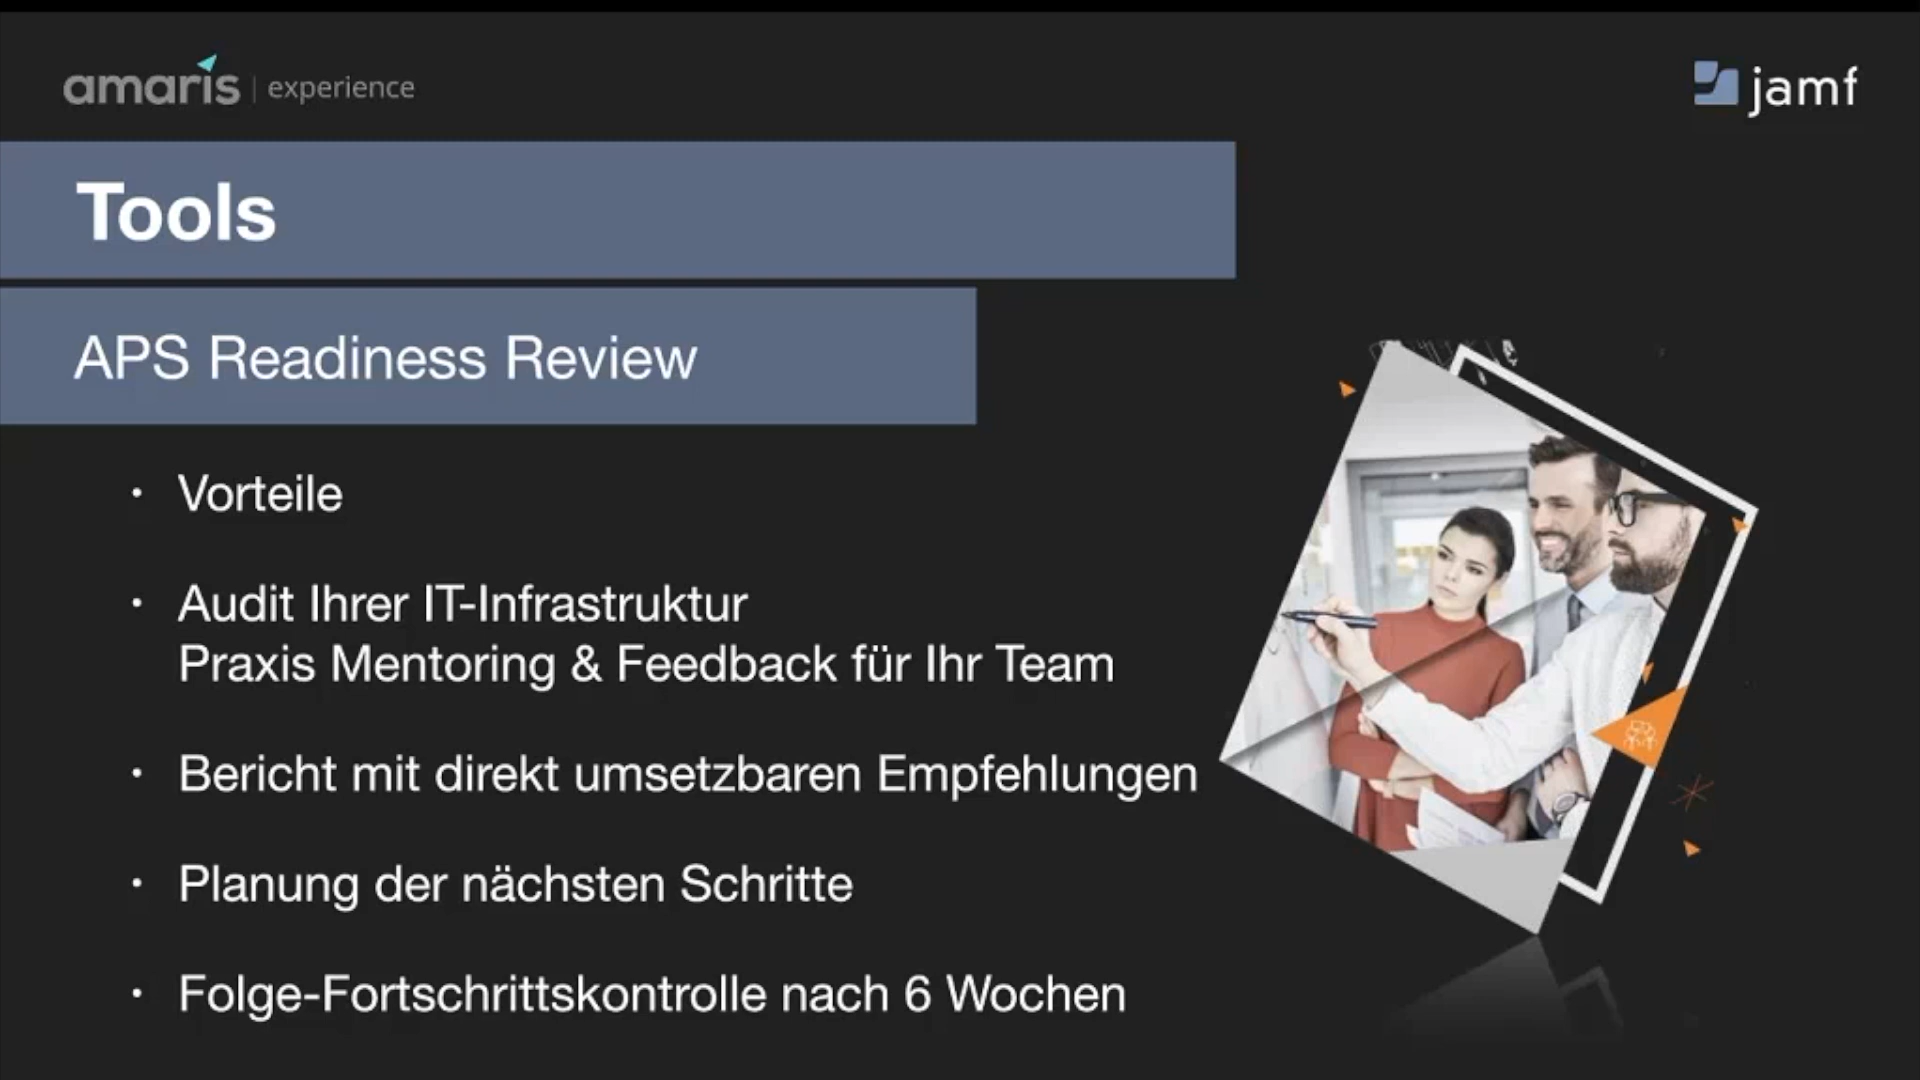 amaris | experience
jamf
Tools
APS Readiness Review
• Vorteile
• Audit Ihrer IT-Infrastruktur
Praxis Mentoring & Feedback für Ihr Team
• Bericht mit direkt umsetzbaren Empfehlungen
• Planung der nächsten Schritte
• Folge-Fortschrittskontrolle nach 6 Wochen